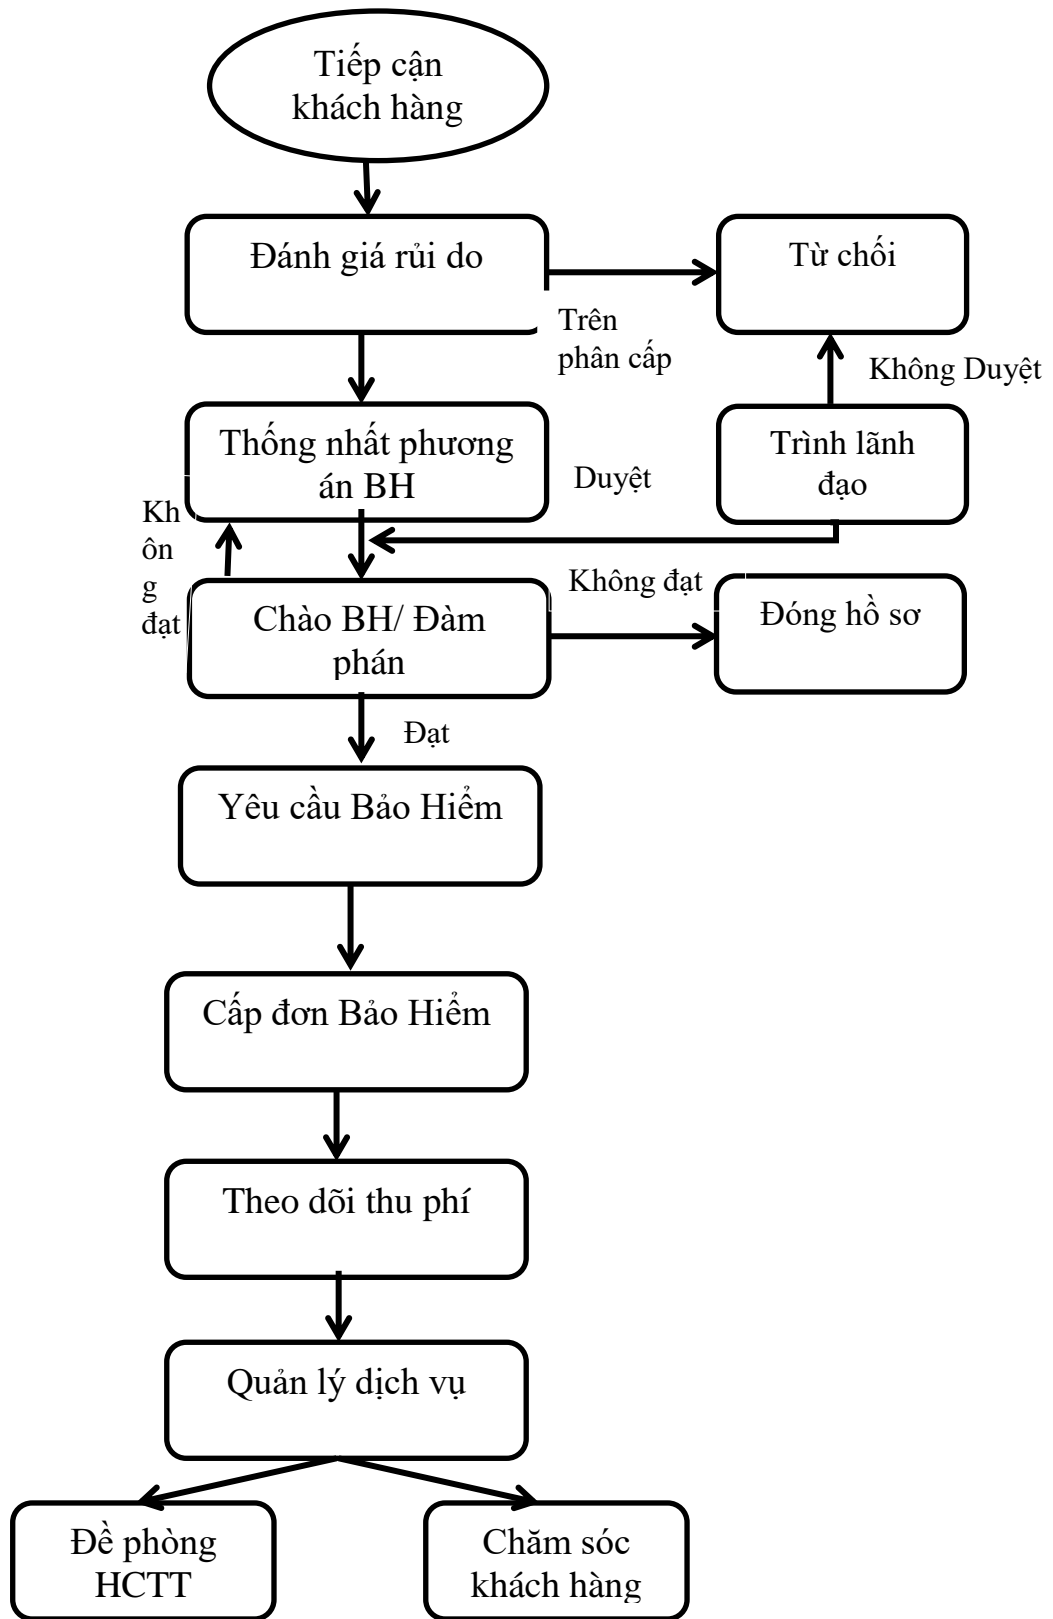 Tiếp cận
khách hàng
Đánh giá rủi do
Từ chối
Trên
phân cấp
Không Duyệt
Thống nhất phương
án BH
Duyệt
Trình lãnh
đạo
Kh
ôn
g
đạt
Không đạt
Chào BH/ Đàm
phán
Đóng hồ sơ
Đạt
Yêu cầu Bảo Hiểm
Cấp đơn Bảo Hiểm
Theo dõi thu phí
Quản lý dịch vụ
Đề phòng
HCTT
Chăm sóc
khách hàng